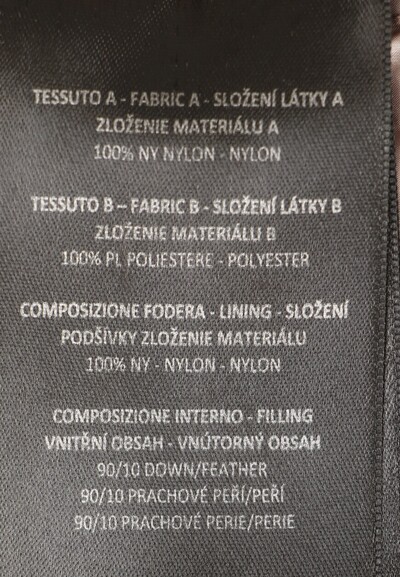 TESSUTO A - FABRIC A - SLOŽENÍ LÁTKY A
ZLOŽENIE MATERIÁLU A
100% NY NYLON - NYLON
TESSUTO B – FABRIC B - SLOŽENÍ LÁTKY B
ZLOŽENIE MATERIÁLU B
100% PL POLIESTERE - POLYESTER
COMPOSIZIONE FODERA - LINING - SLOŽENÍ
PODŠÍVKY ZLOŽENIE MATERIÁLU
100% NY - NYLON - NYLON
COMPOSIZIONE INTERNO - FILLING
VNITŘNÍ OBSAH - VNÚTORNÝ OBSAH
90/10 DOWN/FEATHER
90/10 PRACHOVÉ PEŘÍ/PEŘÍ
90/10 PRACHOVÉ PERIE/PERIE